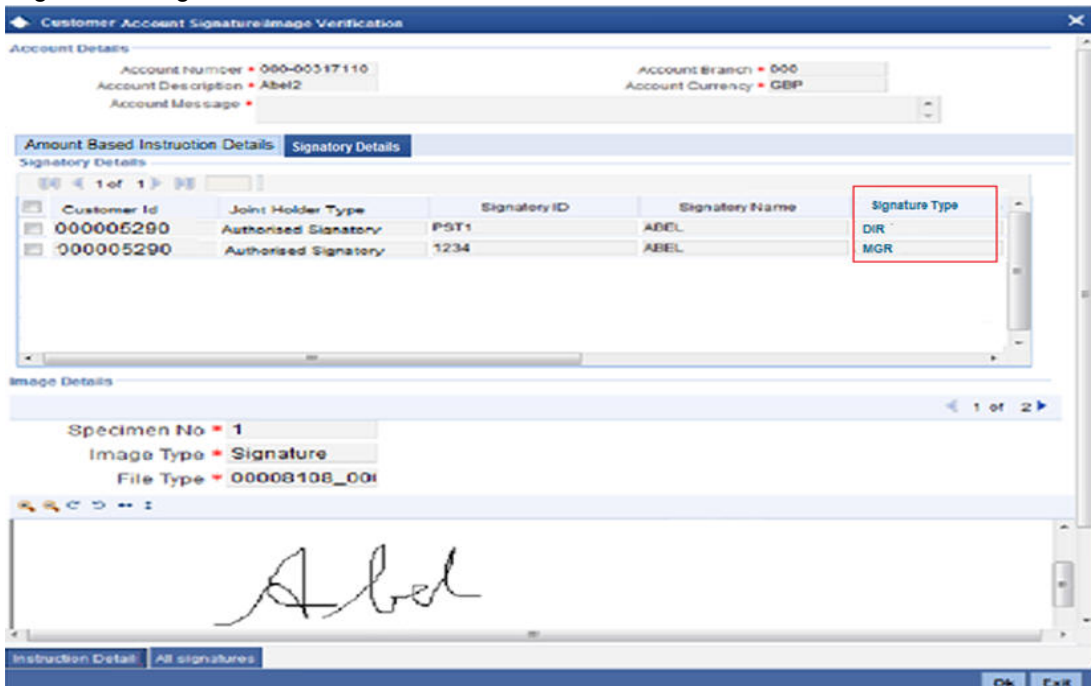 Customer Account Signature/Image Verification
Account Details
Account Number * 000-00317110
Account Branch * 000
Account Description * Abel2
Account Currency * GBP
Account Message *
Amount Based Instruction Details Signatory Details
Signatory Details
1 of 1
Customer Id Joint Holder Type Signatory ID Signatory Name Signature Type
000005290 Authorised Signatory PST1 ABEL DIR
000005290 Authorised Signatory 1234 ABEL MGR
Image Details
1 of 2
Specimen No * 1
Image Type * Signature
File Type *
Abel
Instruction Detail All signatures
Ok Exit